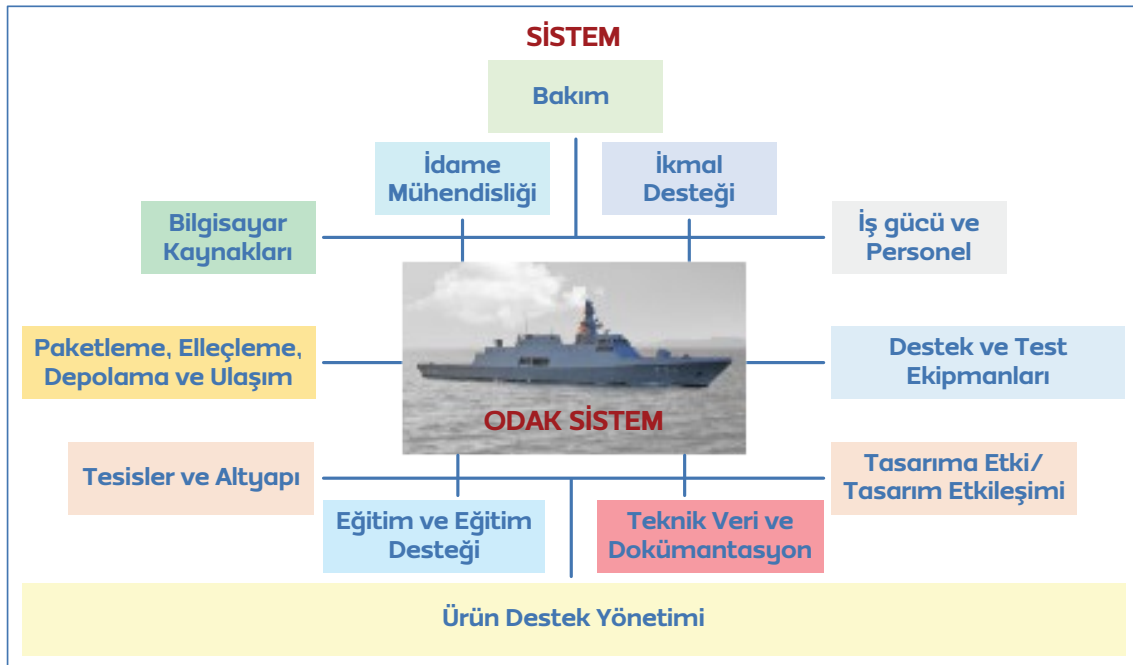 SİSTEM
Bakım
İdame
Mühendisliği
İkmal
Desteği
Bilgisayar
Kaynakları
İş gücü ve
Personel
Paketleme, Elleçleme,
Depolama ve Ulaşım
Destek ve Test
Ekipmanları
ODAK SİSTEM
Tesisler ve Altyapı
Tasarıma Etki/
Tasarım Etkileşimi
Eğitim ve Eğitim
Desteği
Teknik Veri ve
Dokümantasyon
Ürün Destek Yönetimi